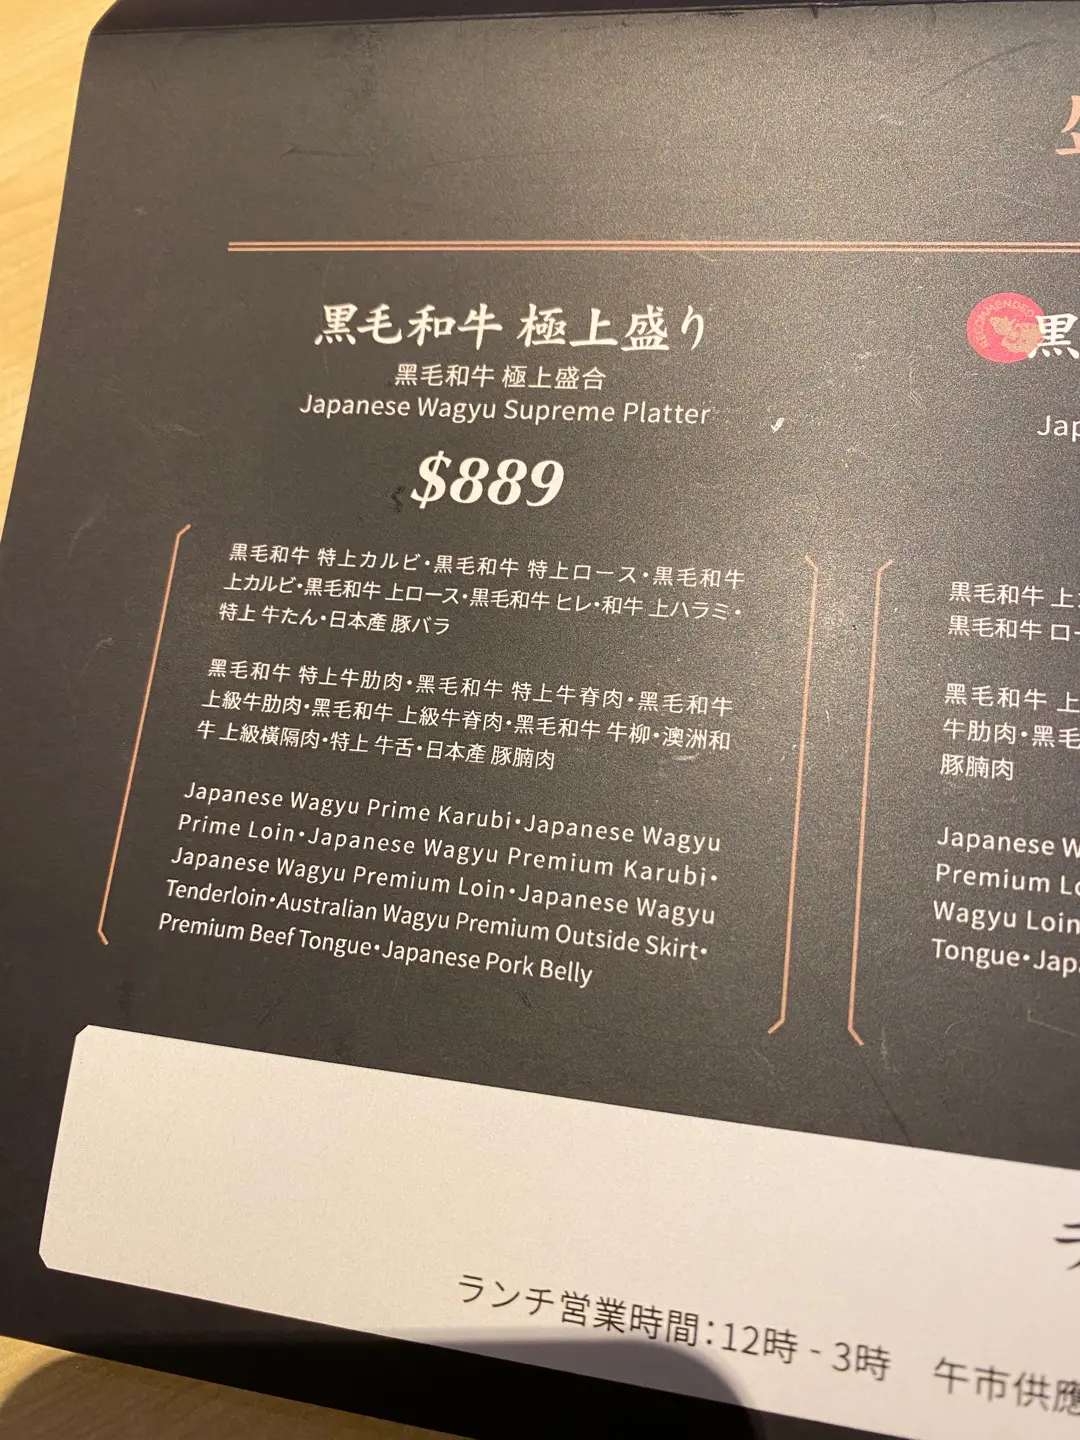 RECOMMENDED
黒毛和牛 極上盛り
黑毛和牛 極上盛合
Japanese Wagyu Supreme Platter
$889
黒毛和牛 特上カルビ・黒毛和牛 特上ロース・黒毛和牛
上カルビ・黒毛和牛 上ロース・黒毛和牛 ヒレ・和牛 上ハラミ・
特上 牛たん・日本産 豚バラ
黑毛和牛 特上牛肋肉・黑毛和牛 特上牛脊肉・黑毛和牛
上級牛肋肉・黑毛和牛 上級牛脊肉・黑毛和牛 牛柳・澳洲和
牛 上級橫隔肉・特上 牛舌・日本產 豚腩肉
Japanese Wagyu Prime Karubi・Japanese Wagyu
Prime Loin・Japanese Wagyu Premium Karubi・
Japanese Wagyu Premium Loin・Japanese Wagyu
Tenderloin・Australian Wagyu Premium Outside Skirt・
Premium Beef Tongue・Japanese Pork Belly
黒
Jap
黒毛和牛 上
黒毛和牛 ロー
黑毛和牛 上
牛肋肉・黑毛
豚腩肉
Japanese W
Premium Lo
Wagyu Loin
Tongue・Jap
ランチ営業時間：12時 - 3時 午市供應